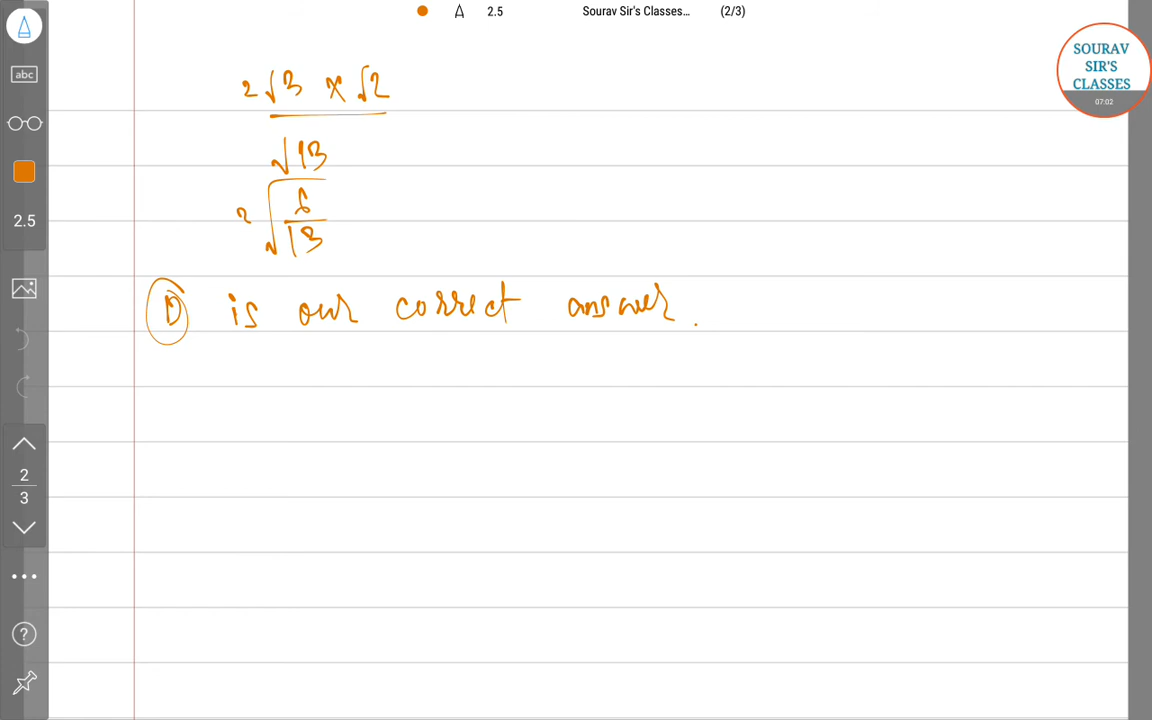 2.5 Sourav Sir's Classes... (2/3)
SOURAV
SIR'S
CLASSES
07:02
abc
2.5
2
3
?
2√3 × √2
√13
2√6/13
D is our correct answer.